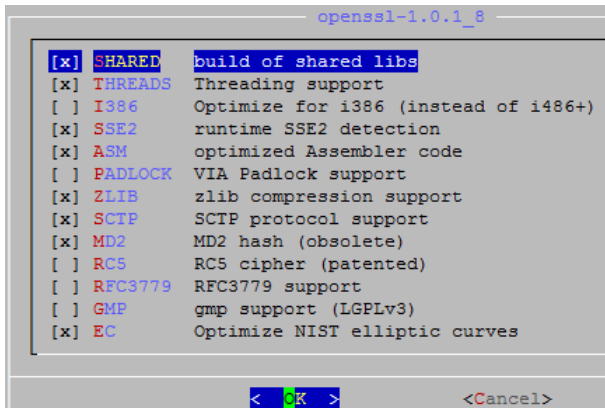 openssl-1.0.1_8
[x] SHARED build of shared libs
[x] THREADS Threading support
[ ] I386 Optimize for i386 (instead of i486+)
[x] SSE2 runtime SSE2 detection
[x] ASM optimized Assembler code
[ ] PADLOCK VIA Padlock support
[x] ZLIB zlib compression support
[x] SCTP SCTP protocol support
[x] MD2 MD2 hash (obsolete)
[ ] RC5 RC5 cipher (patented)
[ ] RFC3779 RFC3779 support
[ ] GMP gmp support (LGPLv3)
[x] EC Optimize NIST elliptic curves
< OK > <Cancel>